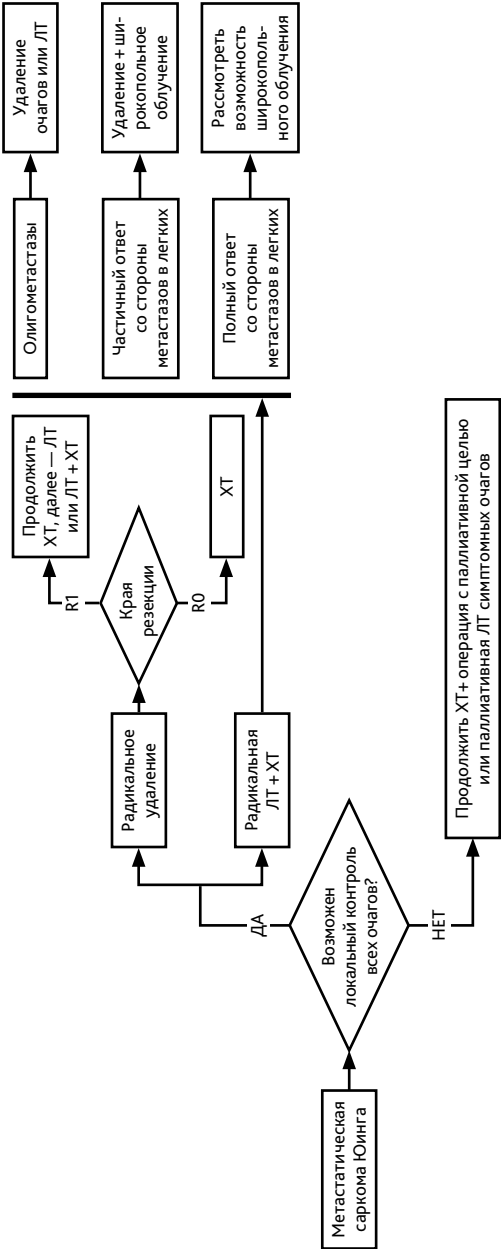 Метастатическая
саркома Юинга
Возможен
локальный контроль
всех очагов?
ДА
НЕТ
Радикальное
удаление
Радикальная
ЛТ + ХТ
Продолжить ХТ+ операция с паллиативной целью
или паллиативная ЛТ симптомных очагов
Края
резекции
R1
R0
Продолжить
ХТ, далее — ЛТ
или ЛТ + ХТ
ХТ
Олигометастазы
Частичный ответ
со стороны
метастазов в легких
Полный ответ
со стороны
метастазов в легких
Удаление
очагов или ЛТ
Удаление + ши-
рокопольное
облучение
Рассмотреть
возможность
широкополь-
ного облучения